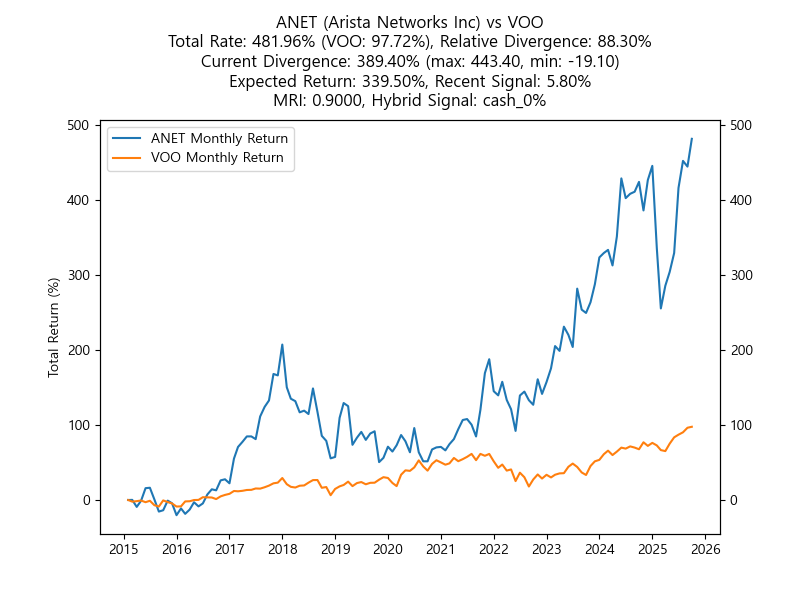 ANET (Arista Networks Inc) vs VOO
Total Rate: 481.96% (VOO: 97.72%), Relative Divergence: 88.30%
Current Divergence: 389.40% (max: 443.40, min: -19.10)
Expected Return: 339.50%, Recent Signal: 5.80%
MRI: 0.9000, Hybrid Signal: cash_0%
ANET Monthly Return
VOO Monthly Return
Total Return (%)
500 500
400 400
300 300
200 200
100 100
0 0
2015 2016 2017 2018 2019 2020 2021 2022 2023 2024 2025 2026